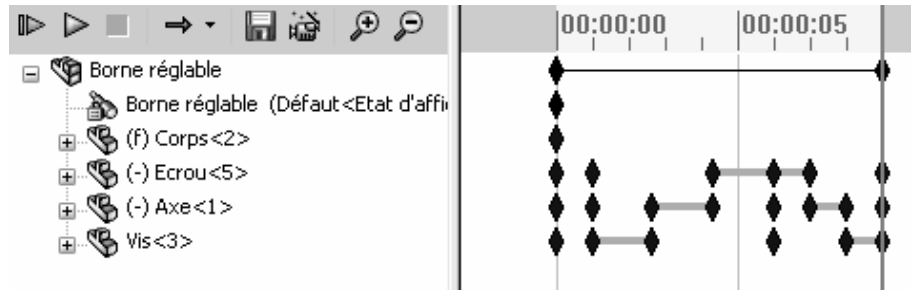 00:00:00 00:00:05
Borne réglable
Borne réglable (Défaut<Etat d'affi
(f) Corps<2>
(-) Ecrou<5>
(-) Axe<1>
Vis<3>